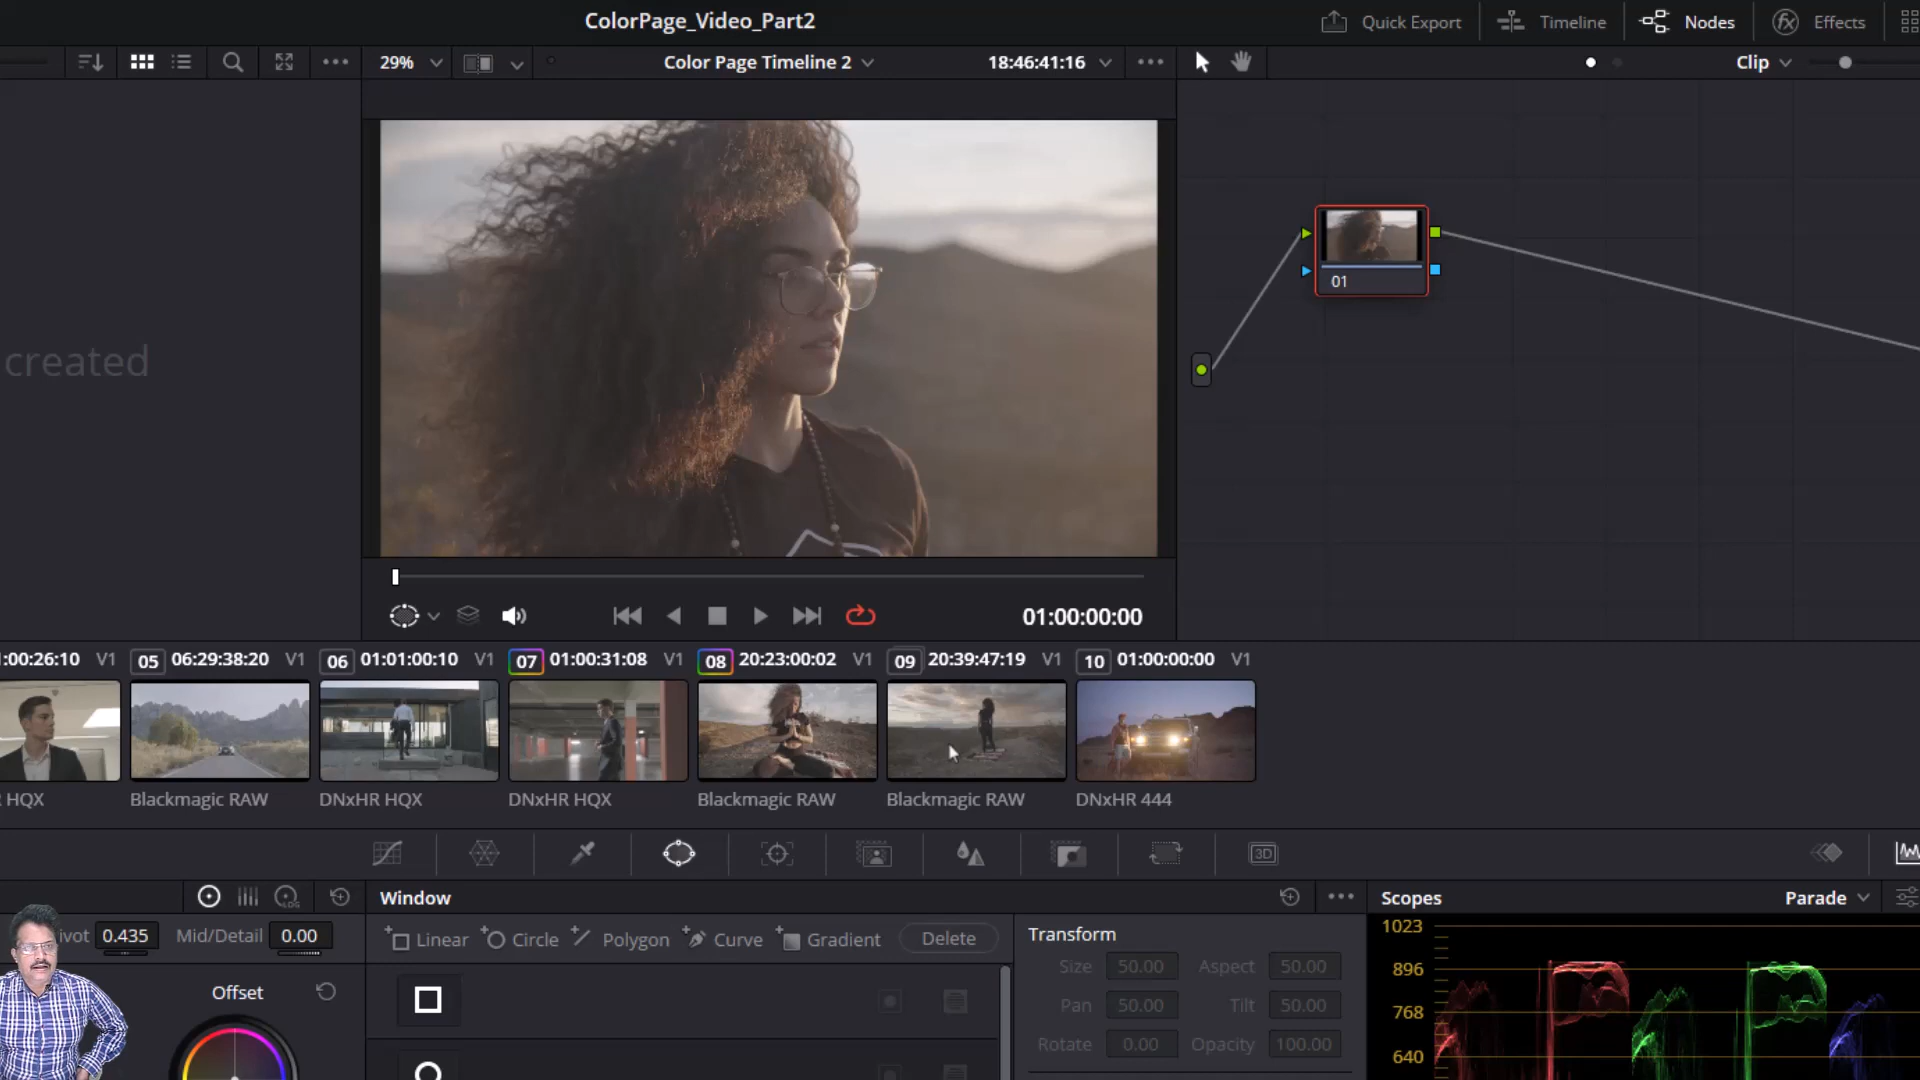 ColorPage_Video_Part2
Quick Export
Timeline
Nodes
Effects
29%
Color Page Timeline 2
18:46:41:16
Clip
created
01
01:00:00:00
:00:26:10 V1
05 06:29:38:20 V1
06 01:01:00:10 V1
07 01:00:31:08 V1
08 20:23:00:02 V1
09 20:39:47:19 V1
10 01:00:00:00 V1
HQX
Blackmagic RAW
DNxHR HQX
DNxHR HQX
Blackmagic RAW
Blackmagic RAW
DNxHR 444
3D
LOG
Window
Scopes
Parade
ivot 0.435 Mid/Detail 0.00
Linear Circle Polygon Curve Gradient Delete
Transform
Size 50.00 Aspect 50.00
Pan 50.00 Tilt 50.00
Rotate 0.00 Opacity 100.00
Offset
1023
896
768
640